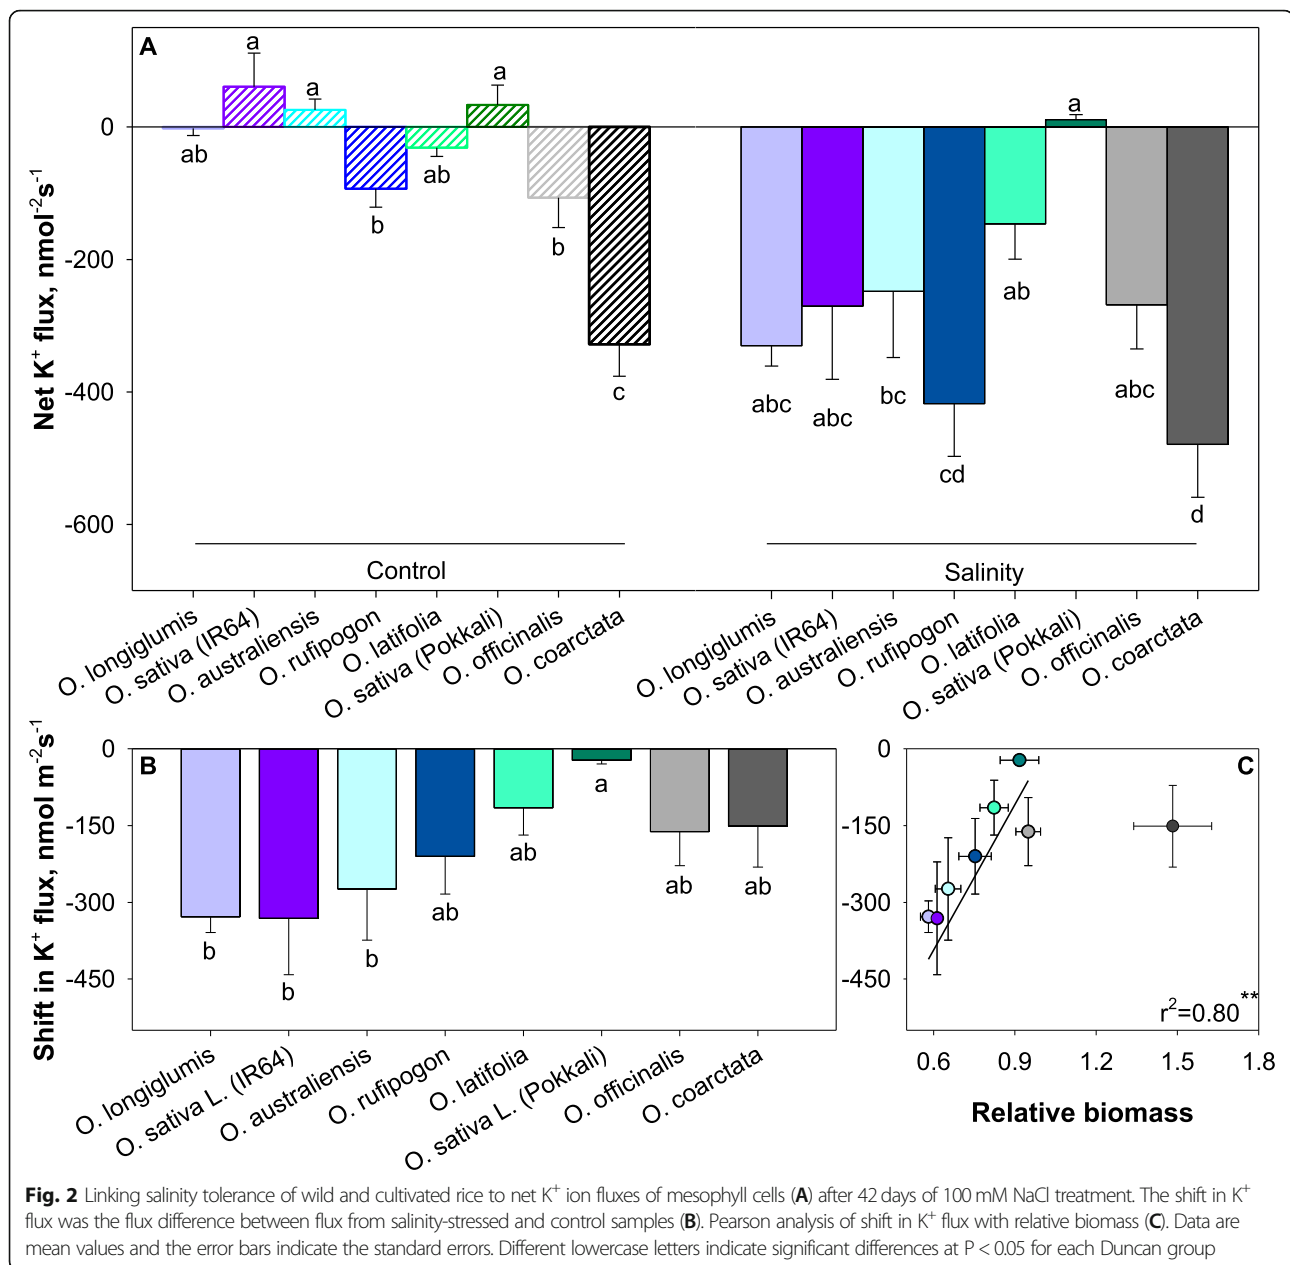 A
Net K⁺ flux, nmol⁻²s⁻¹
0
-200
-400
-600
ab
a
a
b
ab
a
b
c
abc
abc
bc
cd
ab
a
abc
d
Control
Salinity
O. longiglumis
O. sativa (IR64)
O. australiensis
O. rufipogon
O. latifolia
O. sativa (Pokkali)
O. officinalis
O. coarctata
O. longiglumis
O. sativa (IR64)
O. australiensis
O. rufipogon
O. latifolia
O. sativa (Pokkali)
O. officinalis
O. coarctata
B
Shift in K⁺ flux, nmol m⁻²s⁻¹
0
-150
-300
-450
b
b
b
ab
ab
a
ab
ab
O. longiglumis
O. sativa L. (IR64)
O. australiensis
O. rufipogon
O. latifolia
O. sativa L. (Pokkali)
O. officinalis
O. coarctata
C
0
-150
-300
-450
r²=0.80**
0.6
0.9
1.2
1.5
1.8
Relative biomass
Fig. 2 Linking salinity tolerance of wild and cultivated rice to net K⁺ ion fluxes of mesophyll cells (A) after 42 days of 100 mM NaCl treatment. The shift in K⁺
flux was the flux difference between flux from salinity-stressed and control samples (B). Pearson analysis of shift in K⁺ flux with relative biomass (C). Data are
mean values and the error bars indicate the standard errors. Different lowercase letters indicate significant differences at P < 0.05 for each Duncan group